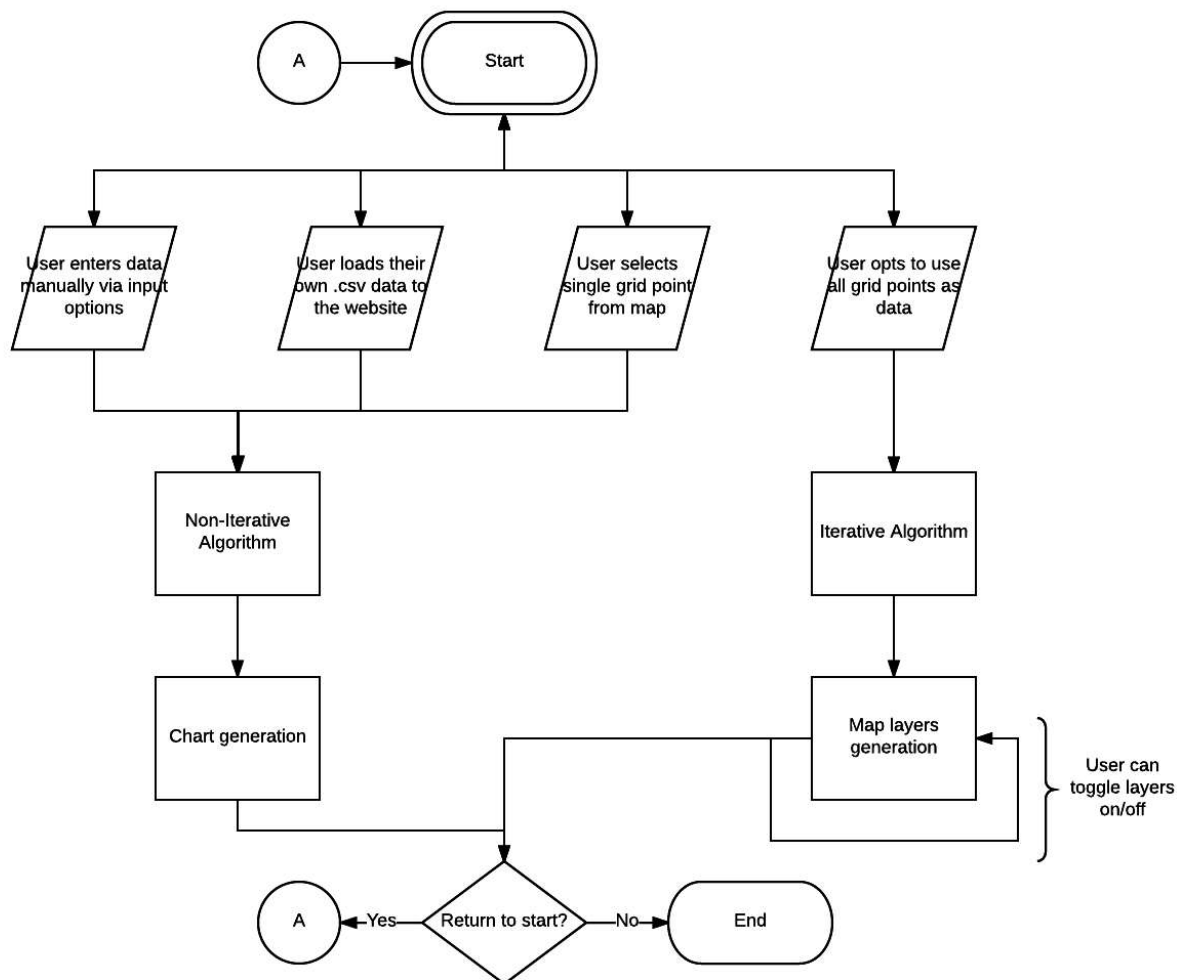 A
Start
User enters data
manually via input
options
User loads their
own .csv data to
the website
User selects
single grid point
from map
User opts to use
all grid points as
data
Non-Iterative
Algorithm
Iterative Algorithm
Chart generation
Map layers
generation
User can
toggle layers
on/off
A
Yes
Return to start?
No
End